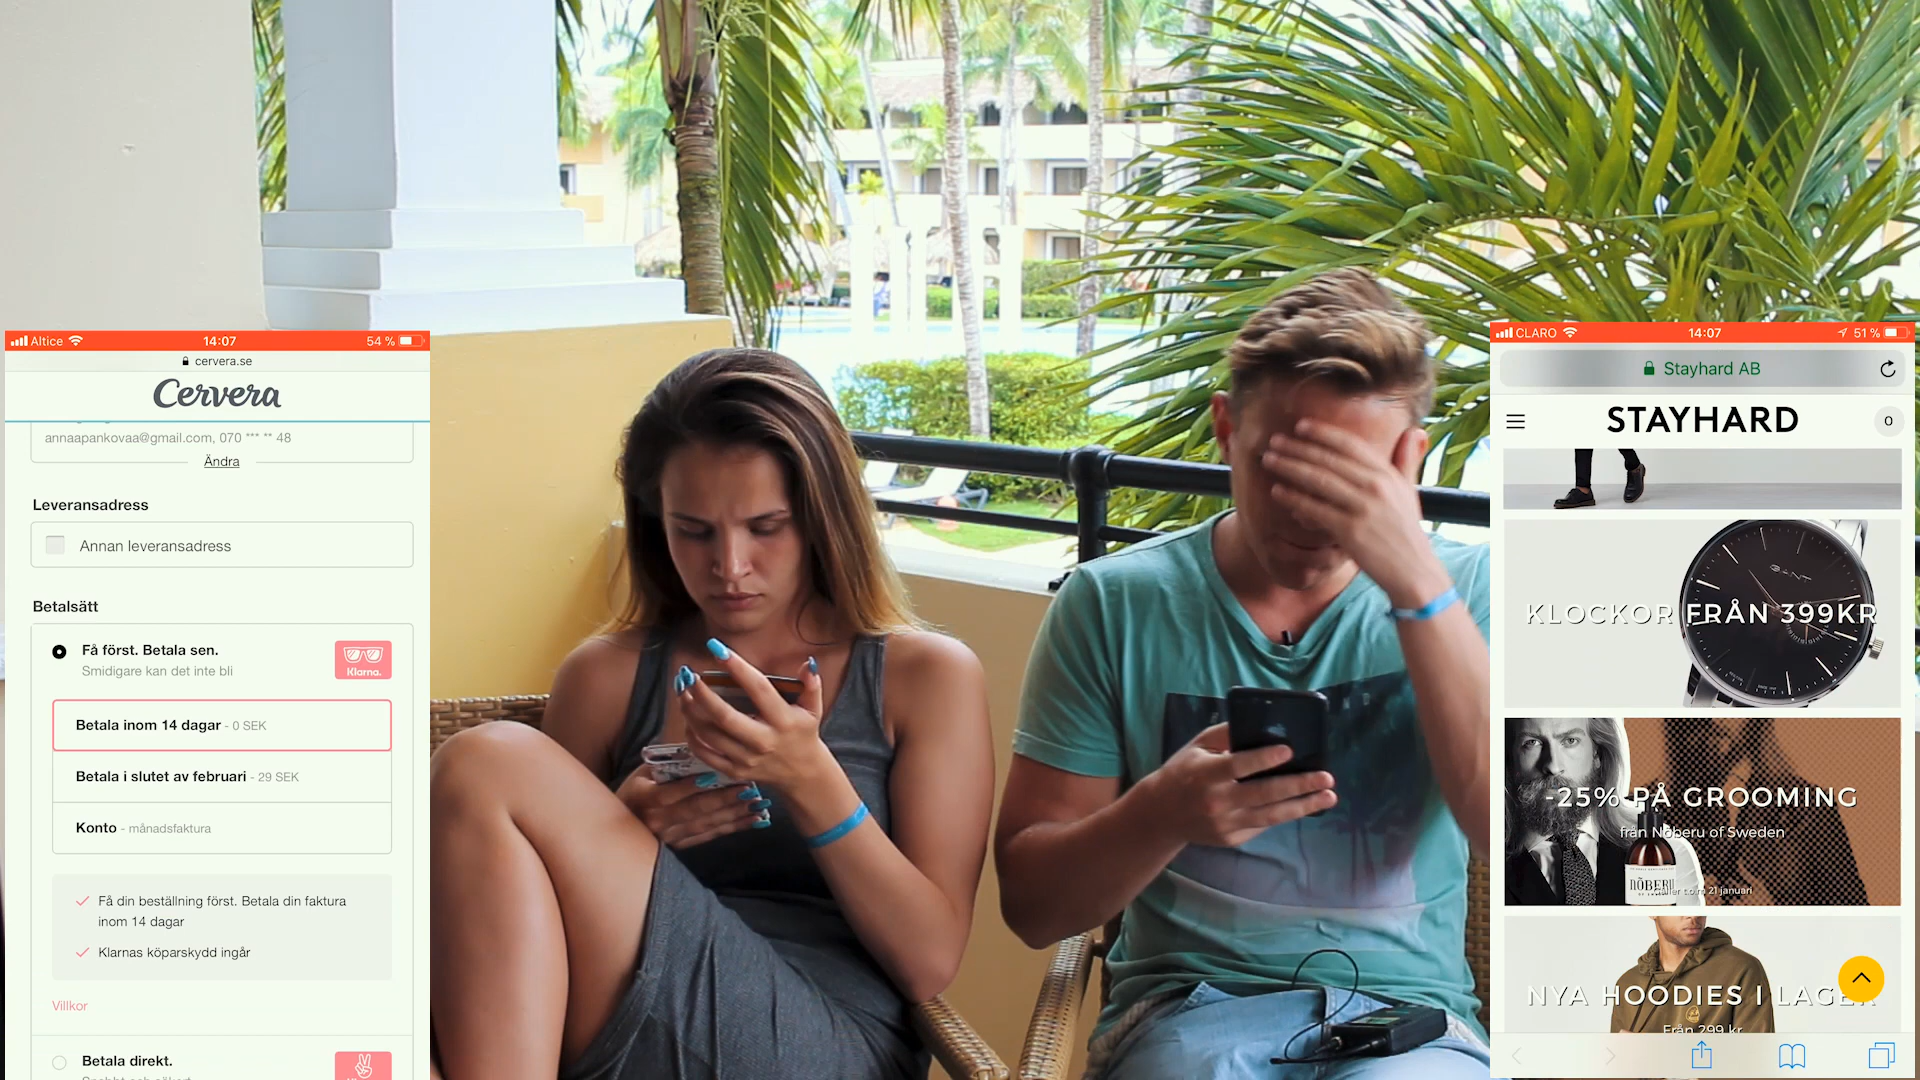 Altice 14:07 54 %
cervera.se
Cervera
annaapankovaa@gmail.com, 070 *** ** 48
Ändra
Leveransadress
Annan leveransadress
Betalsätt
Få först. Betala sen.
Smidigare kan det inte bli
Klarna.
Betala inom 14 dagar - 0 SEK
Betala i slutet av februari - 29 SEK
Konto - månadsfaktura
Få din beställning först. Betala din faktura
inom 14 dagar
Klarnas köparskydd ingår
Villkor
Betala direkt.
CLARO 14:07 51 %
Stayhard AB
STAYHARD
0
GANT
KLOCKOR FRÅN 399KR
-25% PÅ GROOMING
från Nõberu of Sweden
NÕBERU
t.o.m 21 januari
NYA HOODIES I LAGER
Från 299 kr